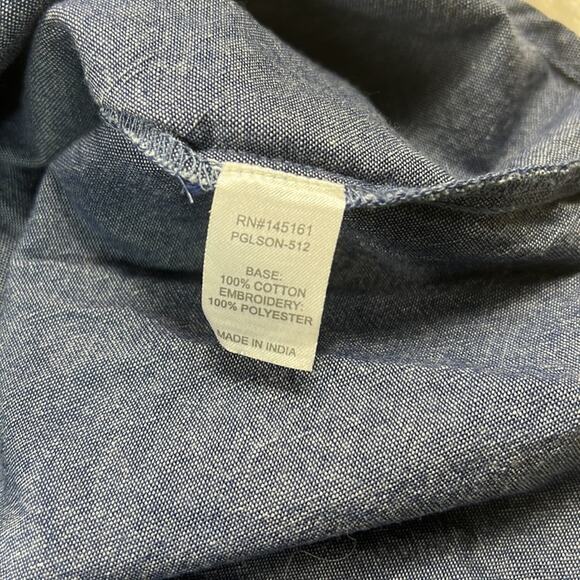 RN#145161
PGLSON-512
BASE:
100% COTTON
EMBROIDERY:
100% POLYESTER
MADE IN INDIA